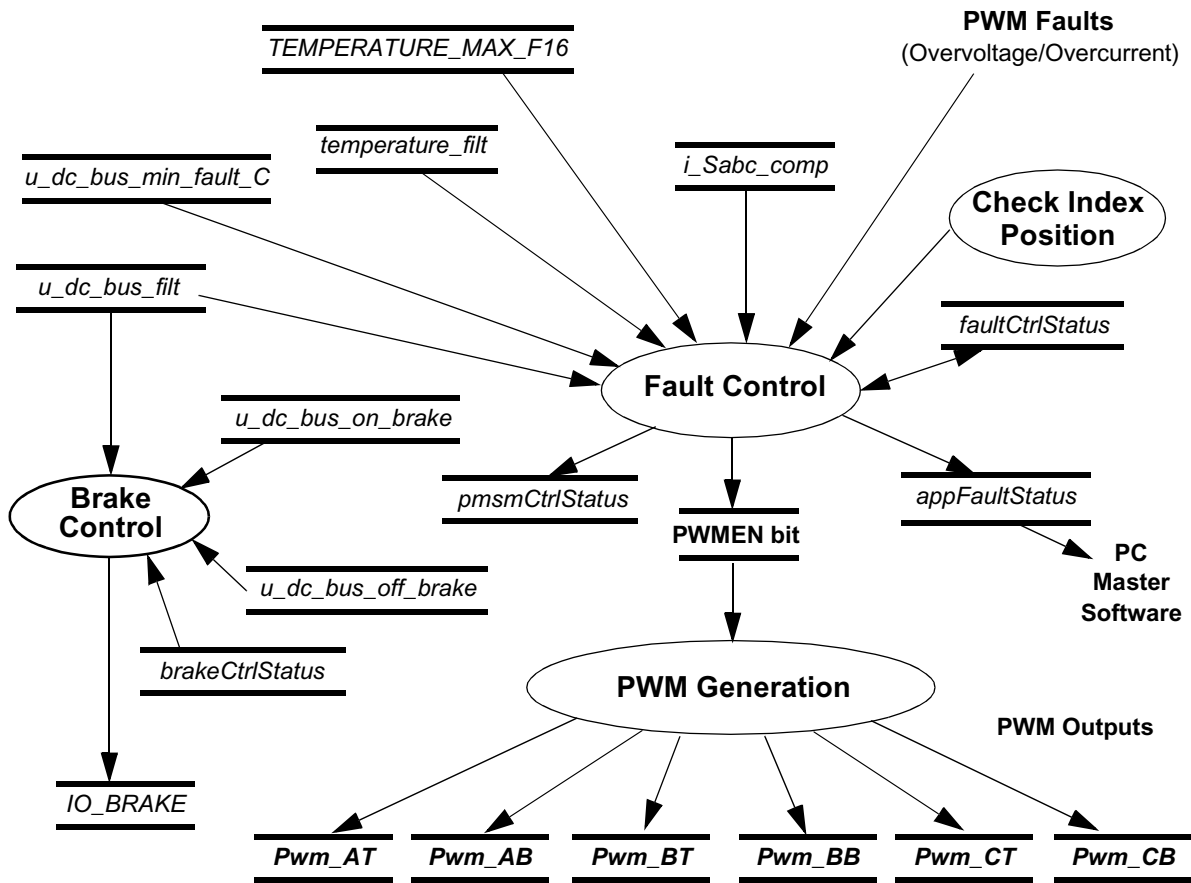 PWM Faults
(Overvoltage/Overcurrent)
TEMPERATURE_MAX_F16
temperature_filt
u_dc_bus_min_fault_C
i_Sabc_comp
Check Index
Position
u_dc_bus_filt
faultCtrlStatus
Fault Control
u_dc_bus_on_brake
pmsmCtrlStatus
appFaultStatus
Brake
Control
PWMEN bit
PC
Master
Software
u_dc_bus_off_brake
brakeCtrlStatus
PWM Generation
PWM Outputs
IO_BRAKE
Pwm_AT
Pwm_AB
Pwm_BT
Pwm_BB
Pwm_CT
Pwm_CB